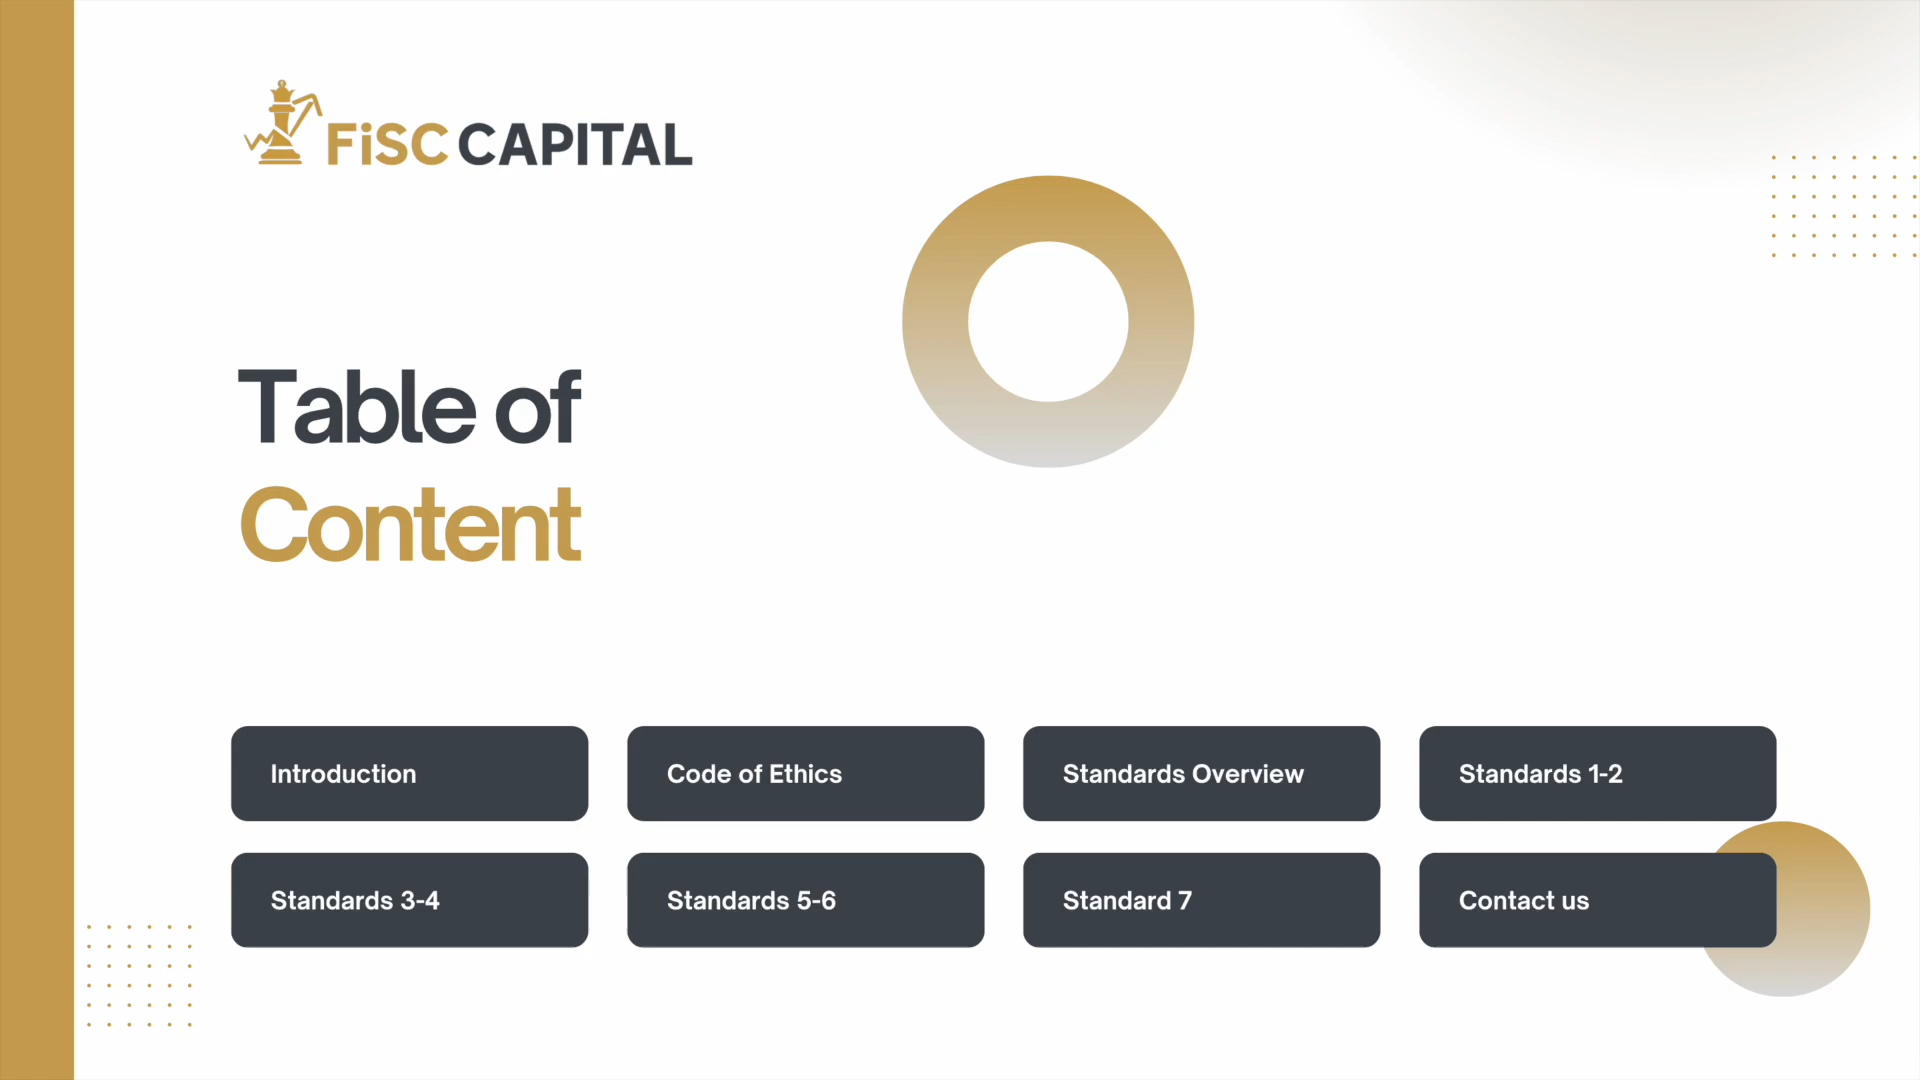 FiSC CAPITAL
Table of
Content
Introduction
Code of Ethics
Standards Overview
Standards 1-2
Standards 3-4
Standards 5-6
Standard 7
Contact us